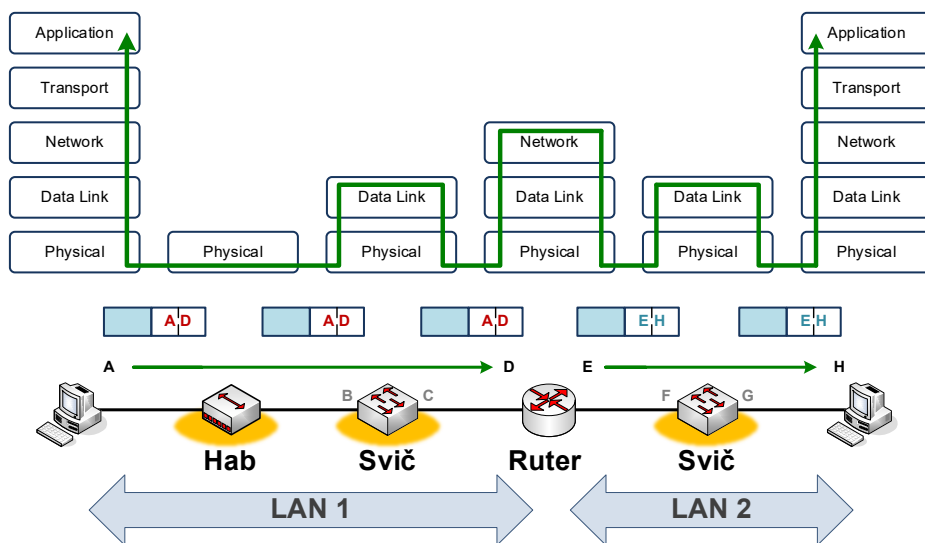 Application Application
Transport Transport
Network Network Network
Data Link Data Link Data Link Data Link Data Link
Physical Physical Physical Physical Physical Physical
A D A D A D E H E H
A D E H
B C F G
Hab Svič Ruter Svič
LAN 1 LAN 2